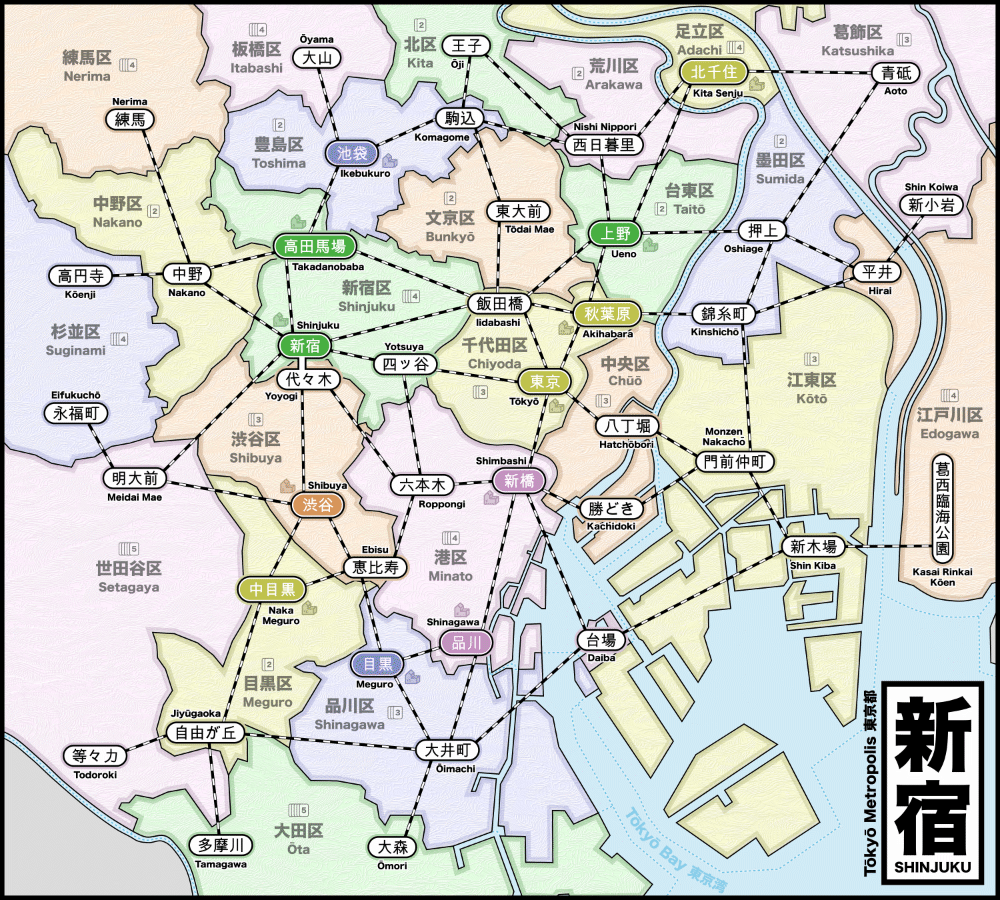 練馬区
4
Nerima
板橋区
4
Itabashi
Ōyama
大山
2
北区
Kita
王子
Ōji
2
荒川区
Arakawa
足立区
Adachi
4
北千住
Kita Senju
葛飾区
3
Katsushika
青砥
Aoto
Nerima
練馬
2
豊島区
Toshima
池袋
Ikebukuro
駒込
Komagome
Nishi Nippori
西日暮里
2
墨田区
Sumida
Shin Koiwa
新小岩
中野区
2
Nakano
2
文京区
Bunkyō
東大前
Tōdai Mae
台東区
2
Taitō
上野
Ueno
押上
Oshiage
高田馬場
Takadanobaba
高円寺
Kōenji
中野
Nakano
平井
Hirai
新宿区
4
Shinjuku
飯田橋
Iidabashi
秋葉原
Akihabara
錦糸町
Kinshichō
杉並区
4
Suginami
Shinjuku
新宿
Yotsuya
四ッ谷
千代田区
Chiyoda
3
中央区
Chūō
3
3
江東区
Kōtō
代々木
Yoyogi
東京
Tōkyō
4
江戸川区
Edogawa
Eifukuchō
永福町
3
渋谷区
Shibuya
八丁堀
Hatchōbori
Monzen
Nakachō
門前仲町
明大前
Meidai Mae
六本木
Roppongi
Shimbashi
新橋
Shibuya
渋谷
勝どき
Kachidoki
葛西臨海公園
Kasai Rinkai
Kōen
5
世田谷区
Setagaya
4
港区
Minato
新木場
Shin Kiba
Ebisu
恵比寿
中目黒
Naka
Meguro
Shinagawa
品川
台場
Daiba
2
目黒区
Meguro
目黒
Meguro
品川区
3
Shinagawa
Jiyūgaoka
自由が丘
等々力
Todoroki
大井町
Ōimachi
5
大田区
Ōta
多摩川
Tamagawa
大森
Ōmori
Tōkyō Bay 東京湾
Tōkyō Metropolis 東京都
新宿
SHINJUKU